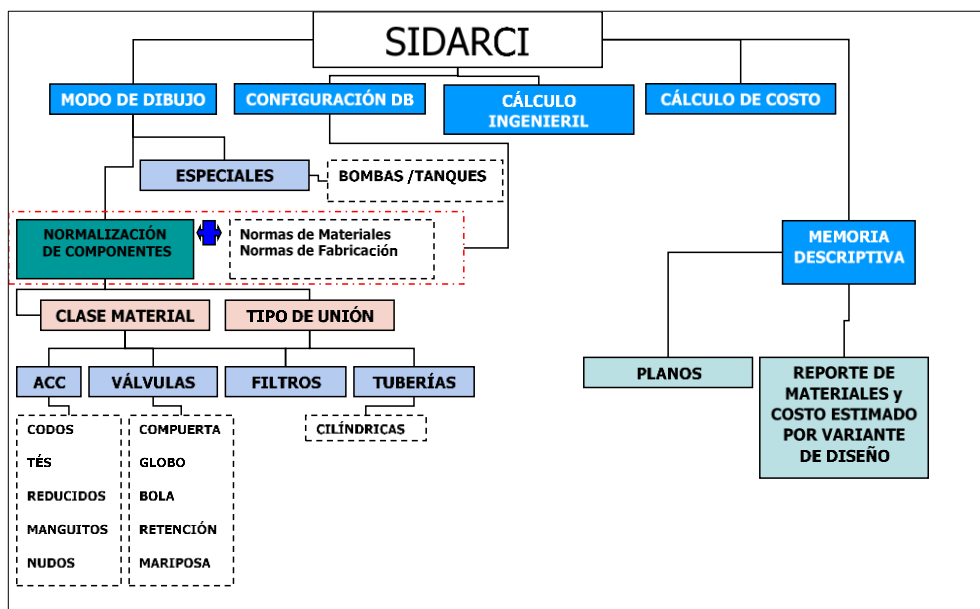 SIDARCI
MODO DE DIBUJO
CONFIGURACIÓN DB
CÁLCULO
INGENIERIL
CÁLCULO DE COSTO
ESPECIALES
BOMBAS /TANQUES
NORMALIZACIÓN
DE COMPONENTES
Normas de Materiales
Normas de Fabricación
MEMORIA
DESCRIPTIVA
CLASE MATERIAL
TIPO DE UNIÓN
ACC
VÁLVULAS
FILTROS
TUBERÍAS
PLANOS
REPORTE DE
MATERIALES y
COSTO ESTIMADO
POR VARIANTE
DE DISEÑO
CODOS
TÉS
REDUCIDOS
MANGUITOS
NUDOS
COMPUERTA
GLOBO
BOLA
RETENCIÓN
MARIPOSA
CILÍNDRICAS